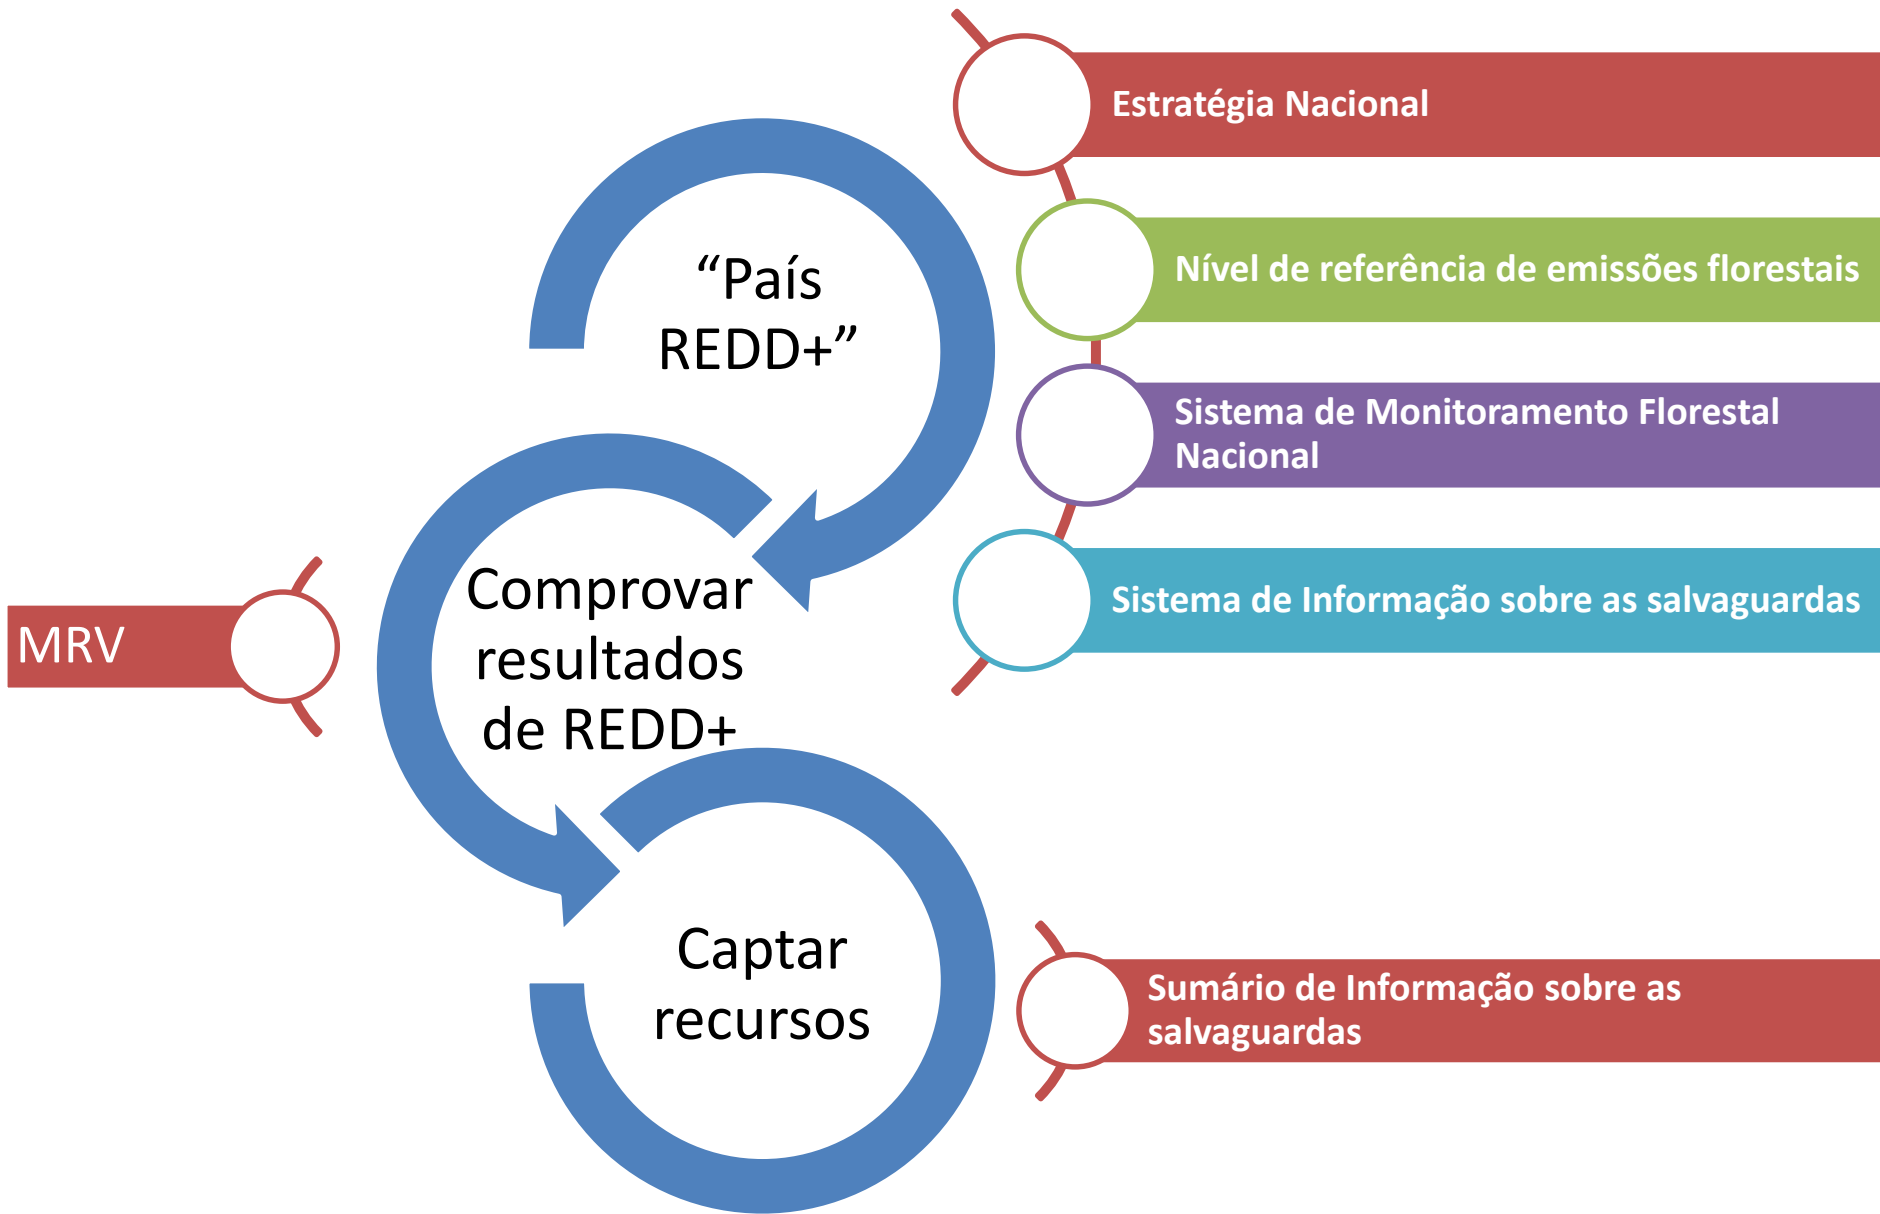 Estratégia Nacional
Nível de referência de emissões florestais
Sistema de Monitoramento Florestal
Nacional
Sistema de Informação sobre as salvaguardas
“País
REDD+”
MRV
Comprovar
resultados
de REDD+
Captar
recursos
Sumário de Informação sobre as
salvaguardas